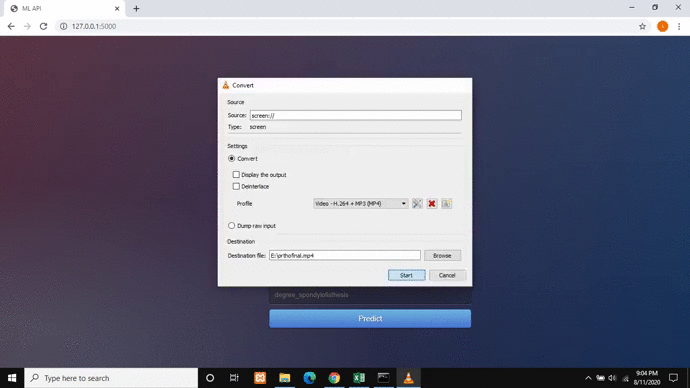 ML API
127.0.0.1:5000
L
Convert
Source
Source: screen://
Type: screen
Settings
Convert
Display the output
Deinterlace
Profile Video - H.264 + MP3 (MP4)
Dump raw input
Destination
Destination file: E:\prthofinal.mp4 Browse
Start Cancel
degree_spondylolisthesis
Predict
Type here to search
9:04 PM
8/11/2020